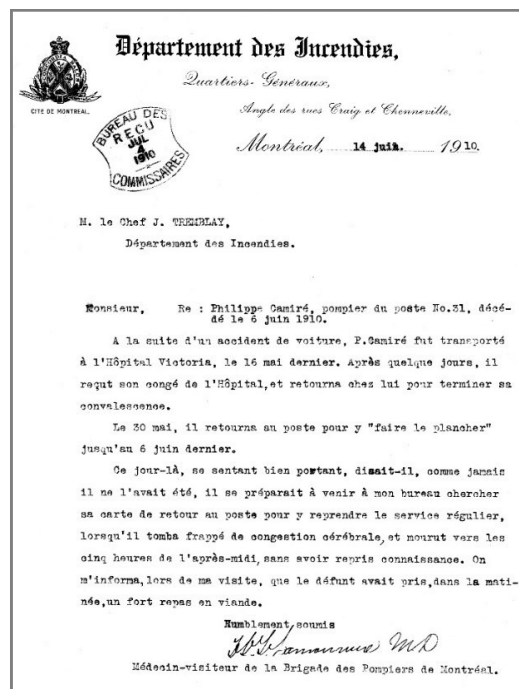 Département des Incendies,
Quartiers-Généraux,
Angle des rues Craig et Chenneville,
CITE DE MONTREAL.
BUREAU DES
REÇU
JUL
4
1910
COMMISSAIRES
Montréal, 14 juin. 1910.
M. le Chef J. TREMBLAY,
Département des Incendies.
Monsieur, Re : Philippe Camiré, pompier du poste No.31, décé-
dé le 6 juin 1910.
A la suite d'un accident de voiture, P.Camiré fut transporté
à l'Hôpital Victoria, le 16 mai dernier. Après quelque jours, il
reçut son congé de l'Hôpital,et retourna chez lui pour terminer sa
convalescence.
Le 30 mai, il retourna au poste pour y "faire le plancher"
jusqu'au 6 juin dernier.
Ce jour-là, se sentant bien portant, disait-il, comme jamais
il ne l'avait été, il se préparait à venir à mon bureau chercher
sa carte de retour au poste pour y reprendre le service régulier,
lorsqu'il tomba frappé de congestion cérébrale,et mourut vers les
cinq heures de l'après-midi,sans avoir repris connaissance. On
m'informa,lors de ma visite, que le défunt avait pris,dans la mati-
née,un fort repas en viande.
Humblement soumis
MD
Médecin-visiteur de la Brigade des Pompiers de Montréal.